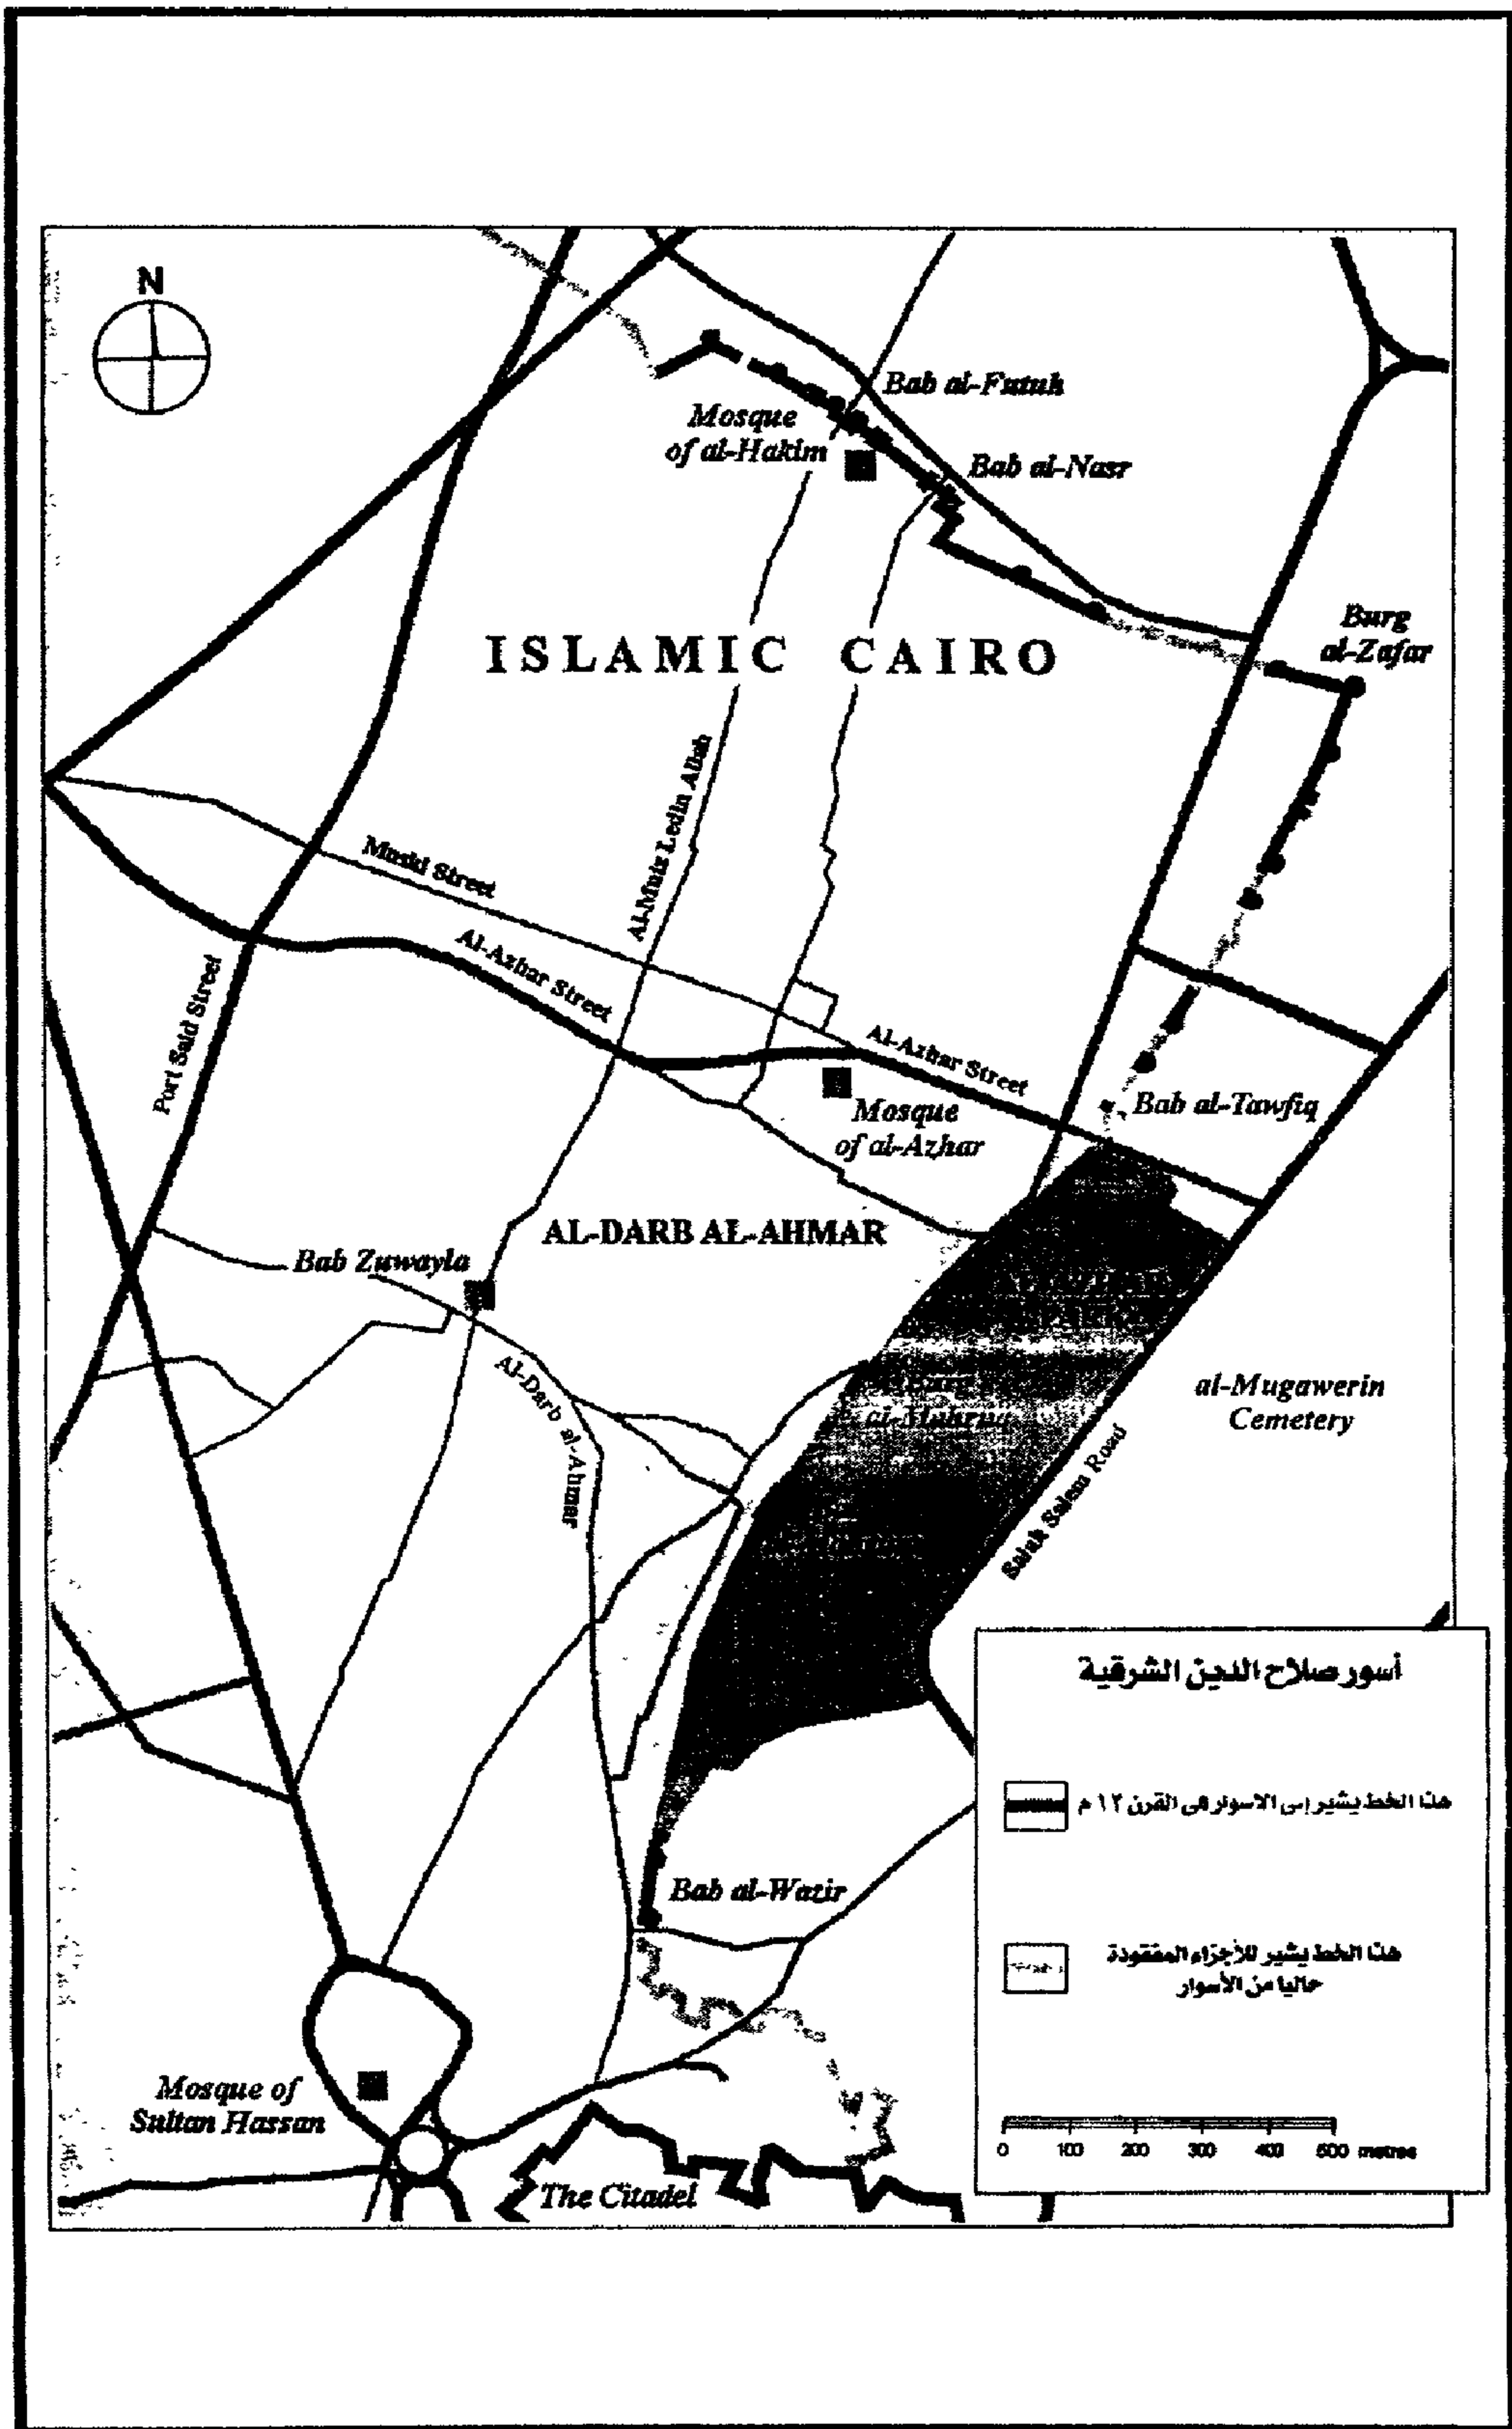 N
Bab al-Futuh
Mosque
of al-Hakim
Bab al-Nasr
Burg
al-Zafar
ISLAMIC CAIRO
Al-Muiz Ledin Allah
Muski Street
Al-Azhar Street
Port Said Street
Al-Azhar Street
Mosque
of al-Azhar
Bab al-Tawfiq
AL-DARB AL-AHMAR
Bab Zuwayla
Al-Darb al-Ahmar
al-Mahruq
al-Mugawerin
Cemetery
Salah Salem Road
Bab al-Wazir
Mosque of
Sultan Hassan
The Citadel
أسور صلاح الدين الشرقية
هذا الخط يشير إلى الاسوار فى القرن ١٢ م
هذا الخط يشير للأجزاء المفقودة
حاليا من الأسوار
0 100 200 300 400 500 metres